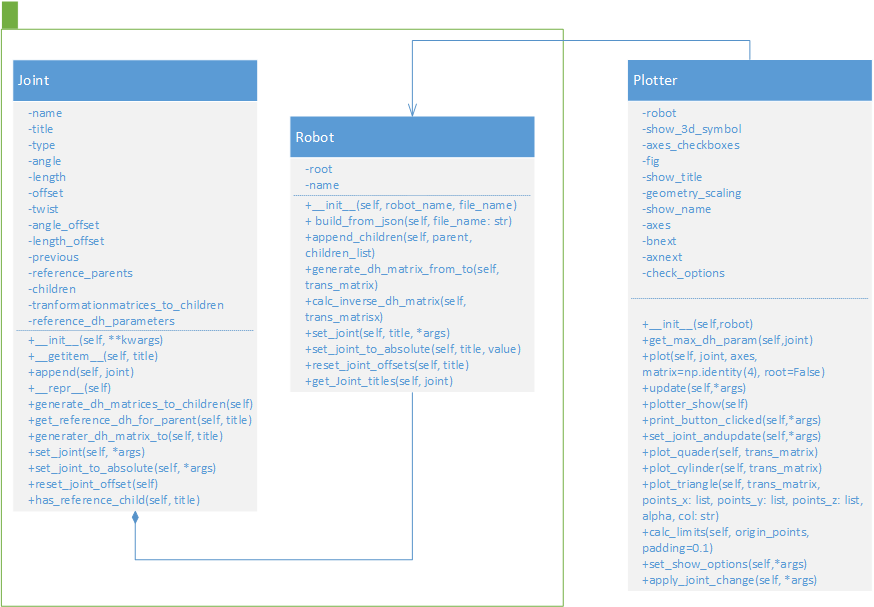 Joint
-name
-title
-type
-angle
-length
-offset
-twist
-angle_offset
-length_offset
-previous
-reference_parents
-children
-tranformationmatrices_to_children
-reference_dh_parameters
+__init__(self, **kwargs)
+__getitem__(self, title)
+append(self, joint)
+__repr__(self)
+generate_dh_matrices_to_children(self)
+get_reference_dh_for_parent(self, title)
+generater_dh_matrix_to(self, title)
+set_joint(self, *args)
+set_joint_to_absolute(self, *args)
+reset_joint_offset(self)
+has_reference_child(self, title)
Robot
-root
-name
+__init__(self, robot_name, file_name)
+ build_from_json(self, file_name: str)
+append_children(self, parent,
children_list)
+generate_dh_matrix_from_to(self,
trans_matrix)
+calc_inverse_dh_matrix(self,
trans_matrisx)
+set_joint(self, title, *args)
+set_joint_to_absolute(self, title, value)
+reset_joint_offsets(self, title)
+get_Joint_titles(self, joint)
Plotter
-robot
-show_3d_symbol
-axes_checkboxes
-fig
-show_title
-geometry_scaling
-show_name
-axes
-bnext
-axnext
-check_options
+__init__(self,robot)
+get_max_dh_param(self,joint)
+plot(self, joint, axes,
matrix=np.identity(4), root=False)
+update(self,*args)
+plotter_show(self)
+print_button_clicked(self,*args)
+set_joint_andupdate(self,*args)
+plot_quader(self, trans_matrix)
+plot_cylinder(self, trans_matrix)
+plot_triangle(self, trans_matrix,
points_x: list, points_y: list, points_z: list,
alpha, col: str)
+calc_limits(self, origin_points,
padding=0.1)
+set_show_options(self,*args)
+apply_joint_change(self, *args)